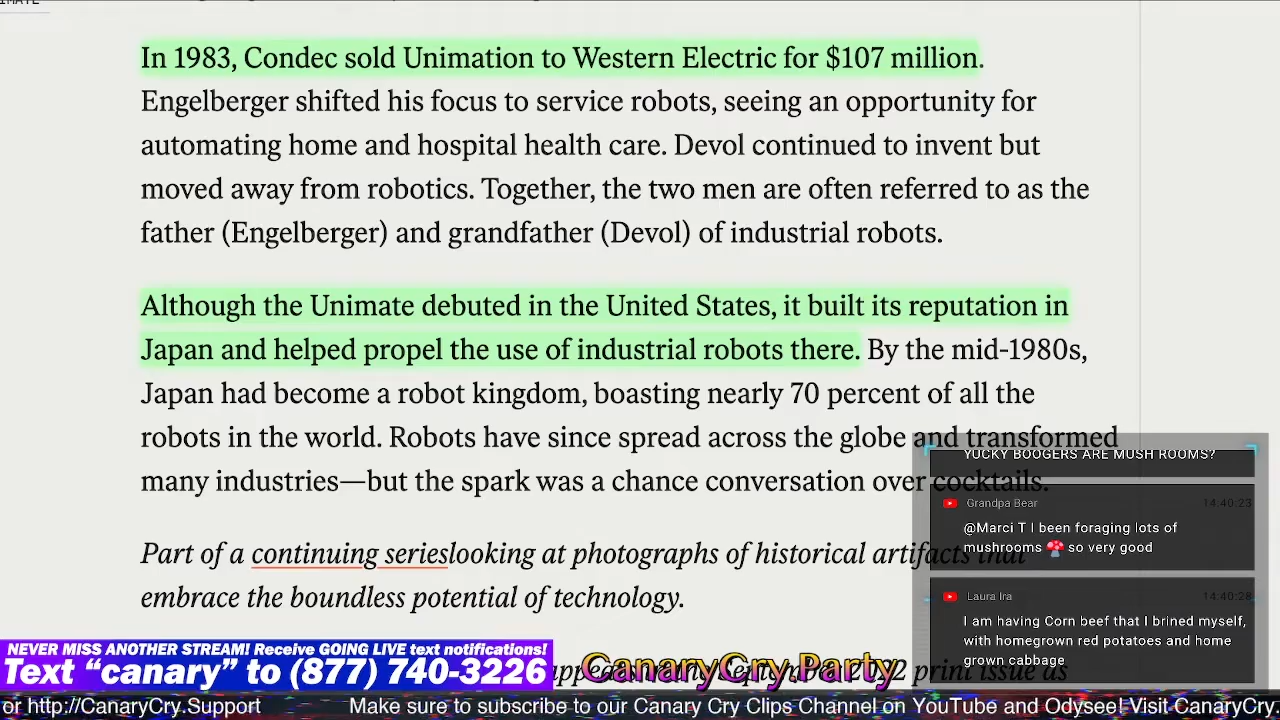 In 1983, Condec sold Unimation to Western Electric for $107 million.
Engelberger shifted his focus to service robots, seeing an opportunity for
automating home and hospital health care. Devol continued to invent but
moved away from robotics. Together, the two men are often referred to as the
father (Engelberger) and grandfather (Devol) of industrial robots.
Although the Unimate debuted in the United States, it built its reputation in
Japan and helped propel the use of industrial robots there. By the mid-1980s,
Japan had become a robot kingdom, boasting nearly 70 percent of all the
robots in the world. Robots have since spread across the globe and transformed
many industries—but the spark was a chance conversation over cocktails.
Part of a continuing serieslooking at photographs of historical artifacts that
embrace the boundless potential of technology.
print issue as
YUCKY BOOGERS ARE MUSH ROOMS?
Grandpa Bear 14:40:23
@Marci T I been foraging lots of
mushrooms 🍄 so very good
Laura Ira 14:40:28
I am having Corn beef that I brined myself,
with homegrown red potatoes and home
grown cabbage
NEVER MISS ANOTHER STREAM! Receive GOING LIVE text notifications!
Text “canary” to (877) 740-3226
CanaryCry.Party
or http://CanaryCry.Support Make sure to subscribe to our Canary Cry Clips Channel on YouTube and Odysee! Visit CanaryCry.